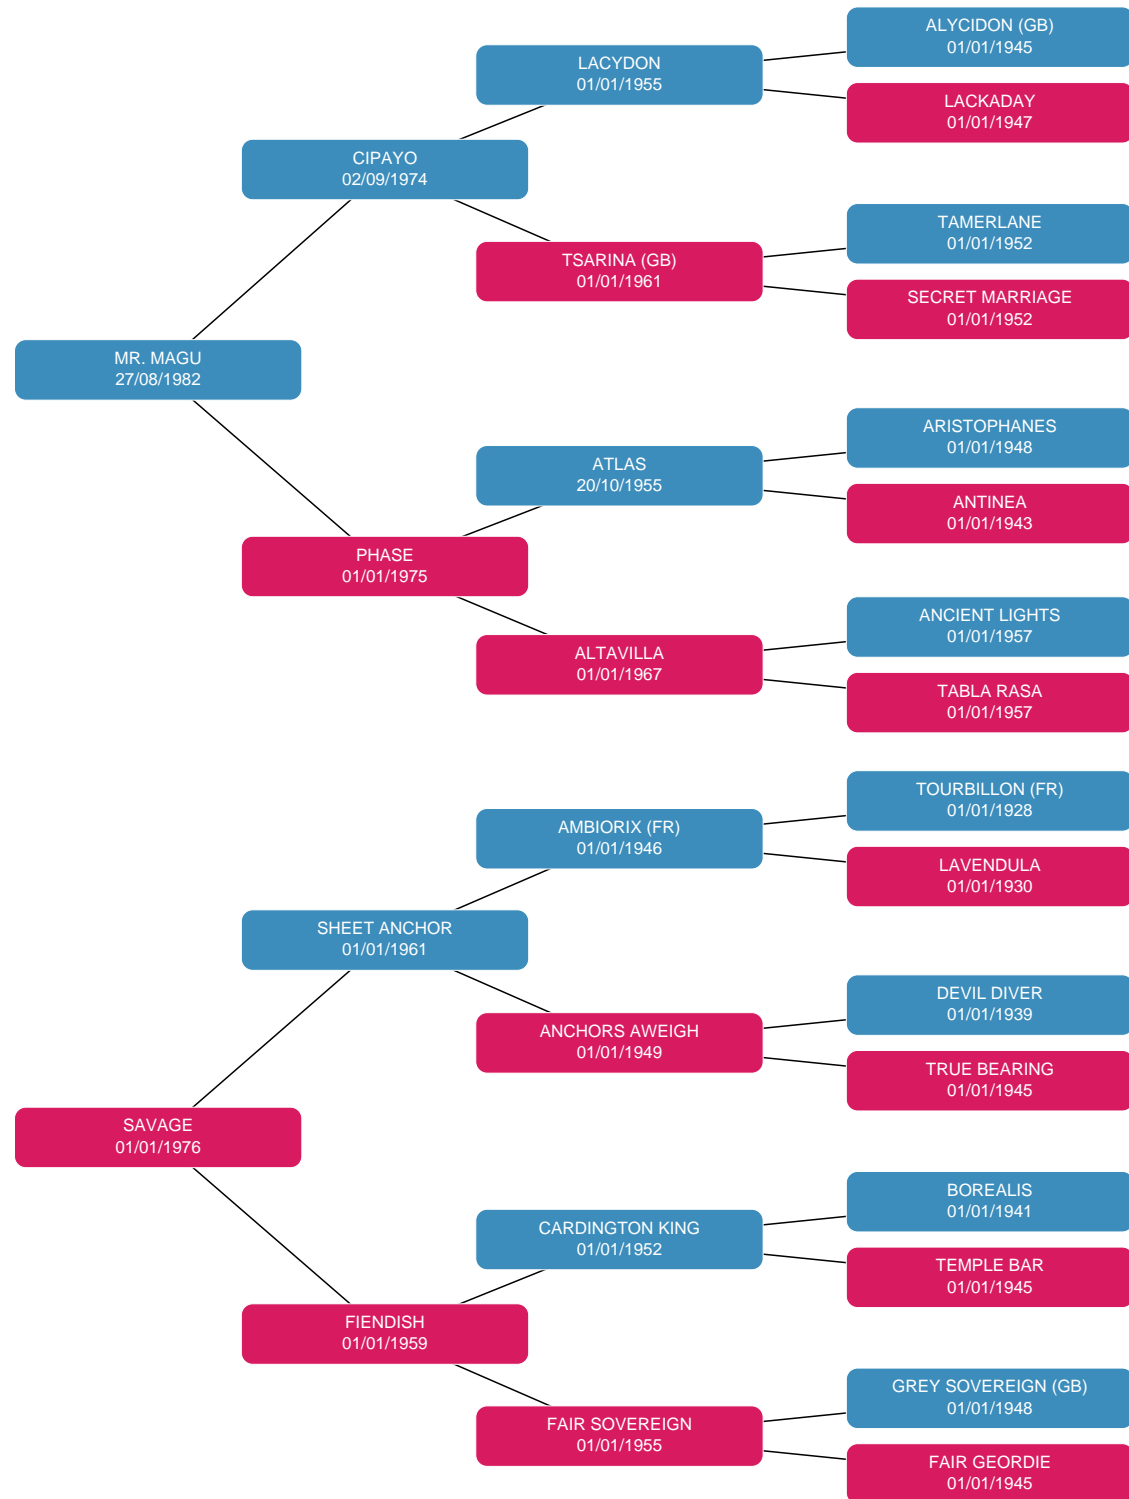 ALYCIDON (GB)
01/01/1945
LACYDON
01/01/1955
LACKADAY
01/01/1947
CIPAYO
02/09/1974
TAMERLANE
01/01/1952
TSARINA (GB)
01/01/1961
SECRET MARRIAGE
01/01/1952
MR. MAGU
27/08/1982
ARISTOPHANES
01/01/1948
ATLAS
20/10/1955
ANTINEA
01/01/1943
PHASE
01/01/1975
ANCIENT LIGHTS
01/01/1957
ALTAVILLA
01/01/1967
TABLA RASA
01/01/1957
TOURBILLON (FR)
01/01/1928
AMBIORIX (FR)
01/01/1946
LAVENDULA
01/01/1930
SHEET ANCHOR
01/01/1961
DEVIL DIVER
01/01/1939
ANCHORS AWEIGH
01/01/1949
TRUE BEARING
01/01/1945
SAVAGE
01/01/1976
BOREALIS
01/01/1941
CARDINGTON KING
01/01/1952
TEMPLE BAR
01/01/1945
FIENDISH
01/01/1959
GREY SOVEREIGN (GB)
01/01/1948
FAIR SOVEREIGN
01/01/1955
FAIR GEORDIE
01/01/1945